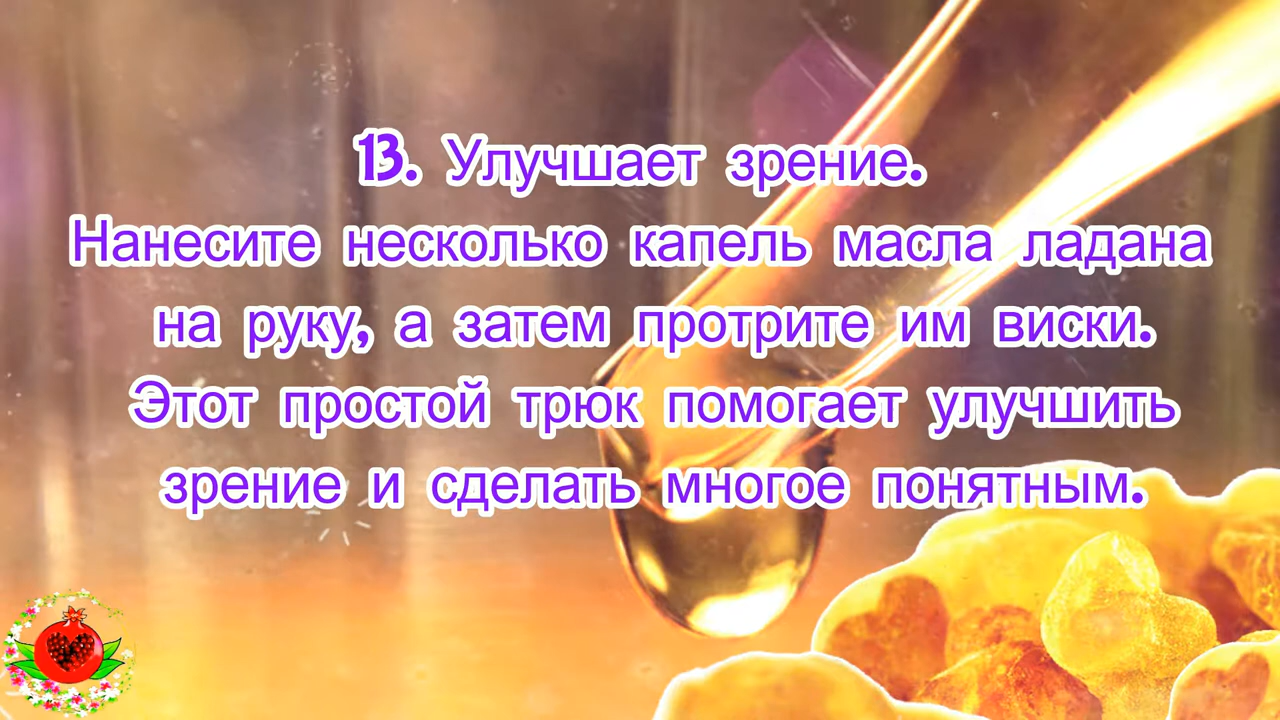 13. Улучшает зрение.
Нанесите несколько капель масла ладана
на руку, а затем протрите им виски.
Этот простой трюк помогает улучшить
зрение и сделать многое понятным.